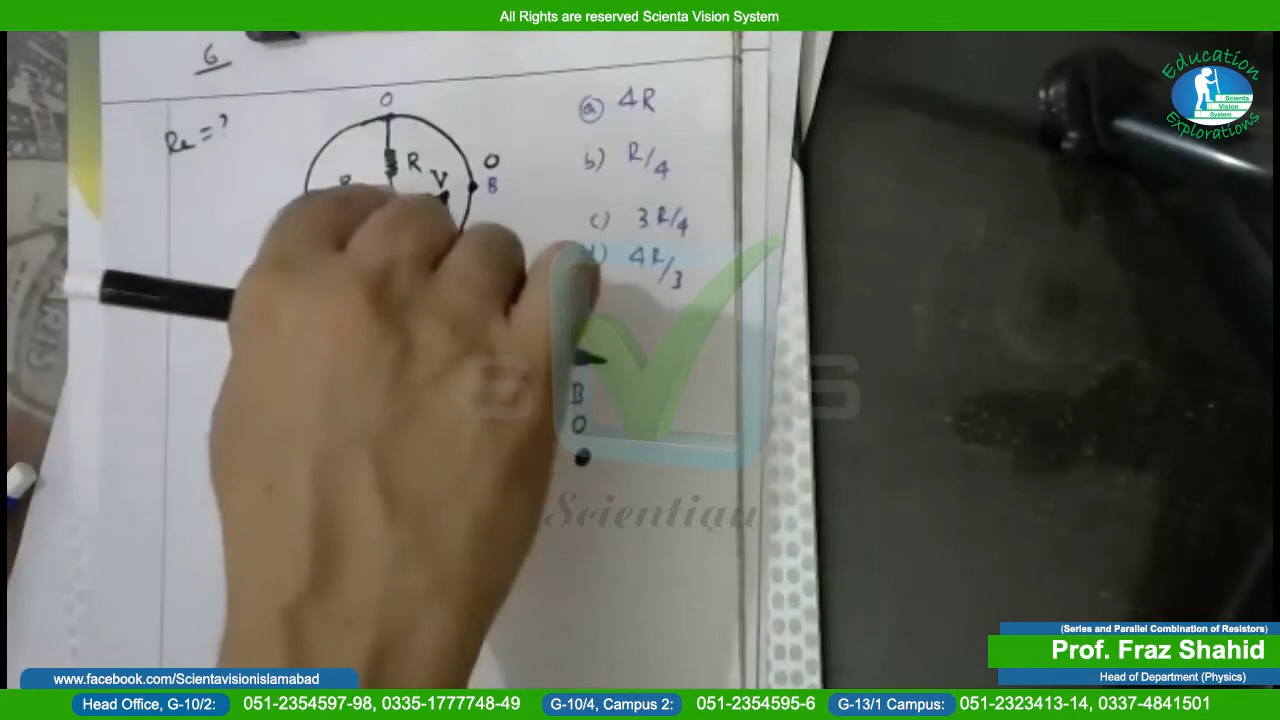 All Rights are reserved Scienta Vision System
6
Re = ?
O
R
V
O
B
R
a) 4R
b) R/4
c) 3R/4
d) 4R/3
B
O
Education
Scienta
Vision
System
Explorations
Scientian
(Series and Parallel Combination of Resistors)
Prof. Fraz Shahid
Head of Department (Physics)
www.facebook.com/Scientavisionislamabad
Head Office, G-10/2: 051-2354597-98, 0335-1777748-49 G-10/4, Campus 2: 051-2354595-6 G-13/1 Campus: 051-2323413-14, 0337-4841501